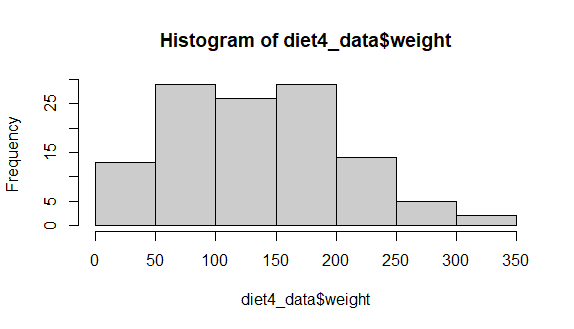 Histogram of diet4_data$weight
Frequency
25
15
5
0
0 50 100 150 200 250 300 350
diet4_data$weight